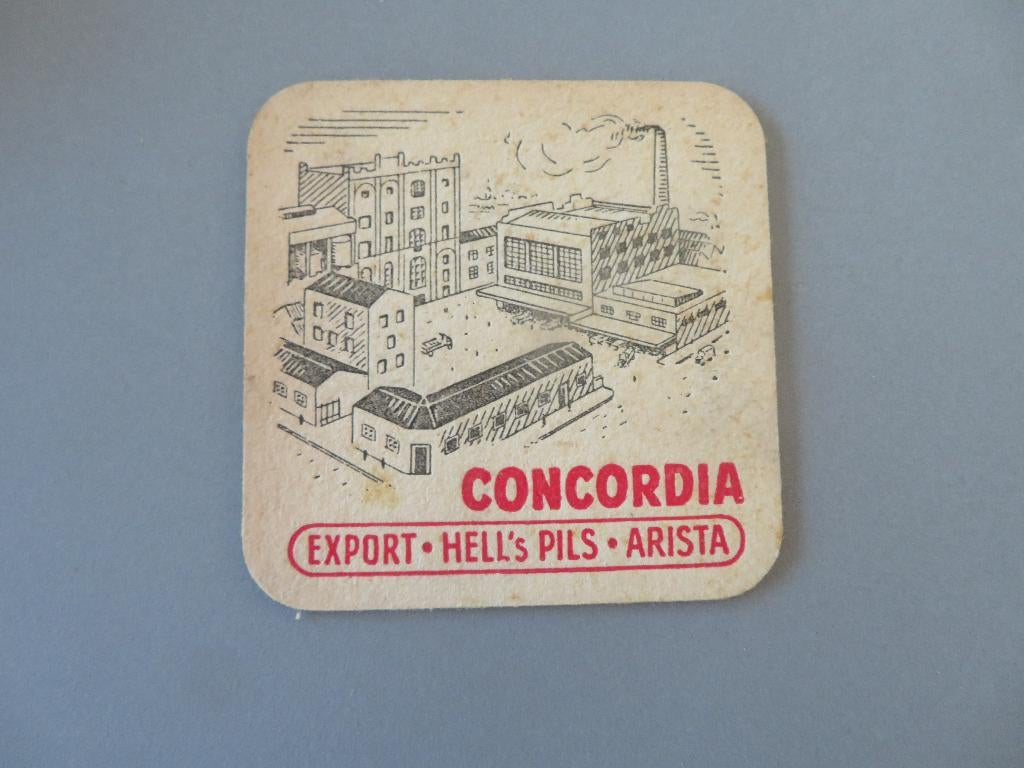 CONCORDIA
EXPORT • HELL's PILS • ARISTA